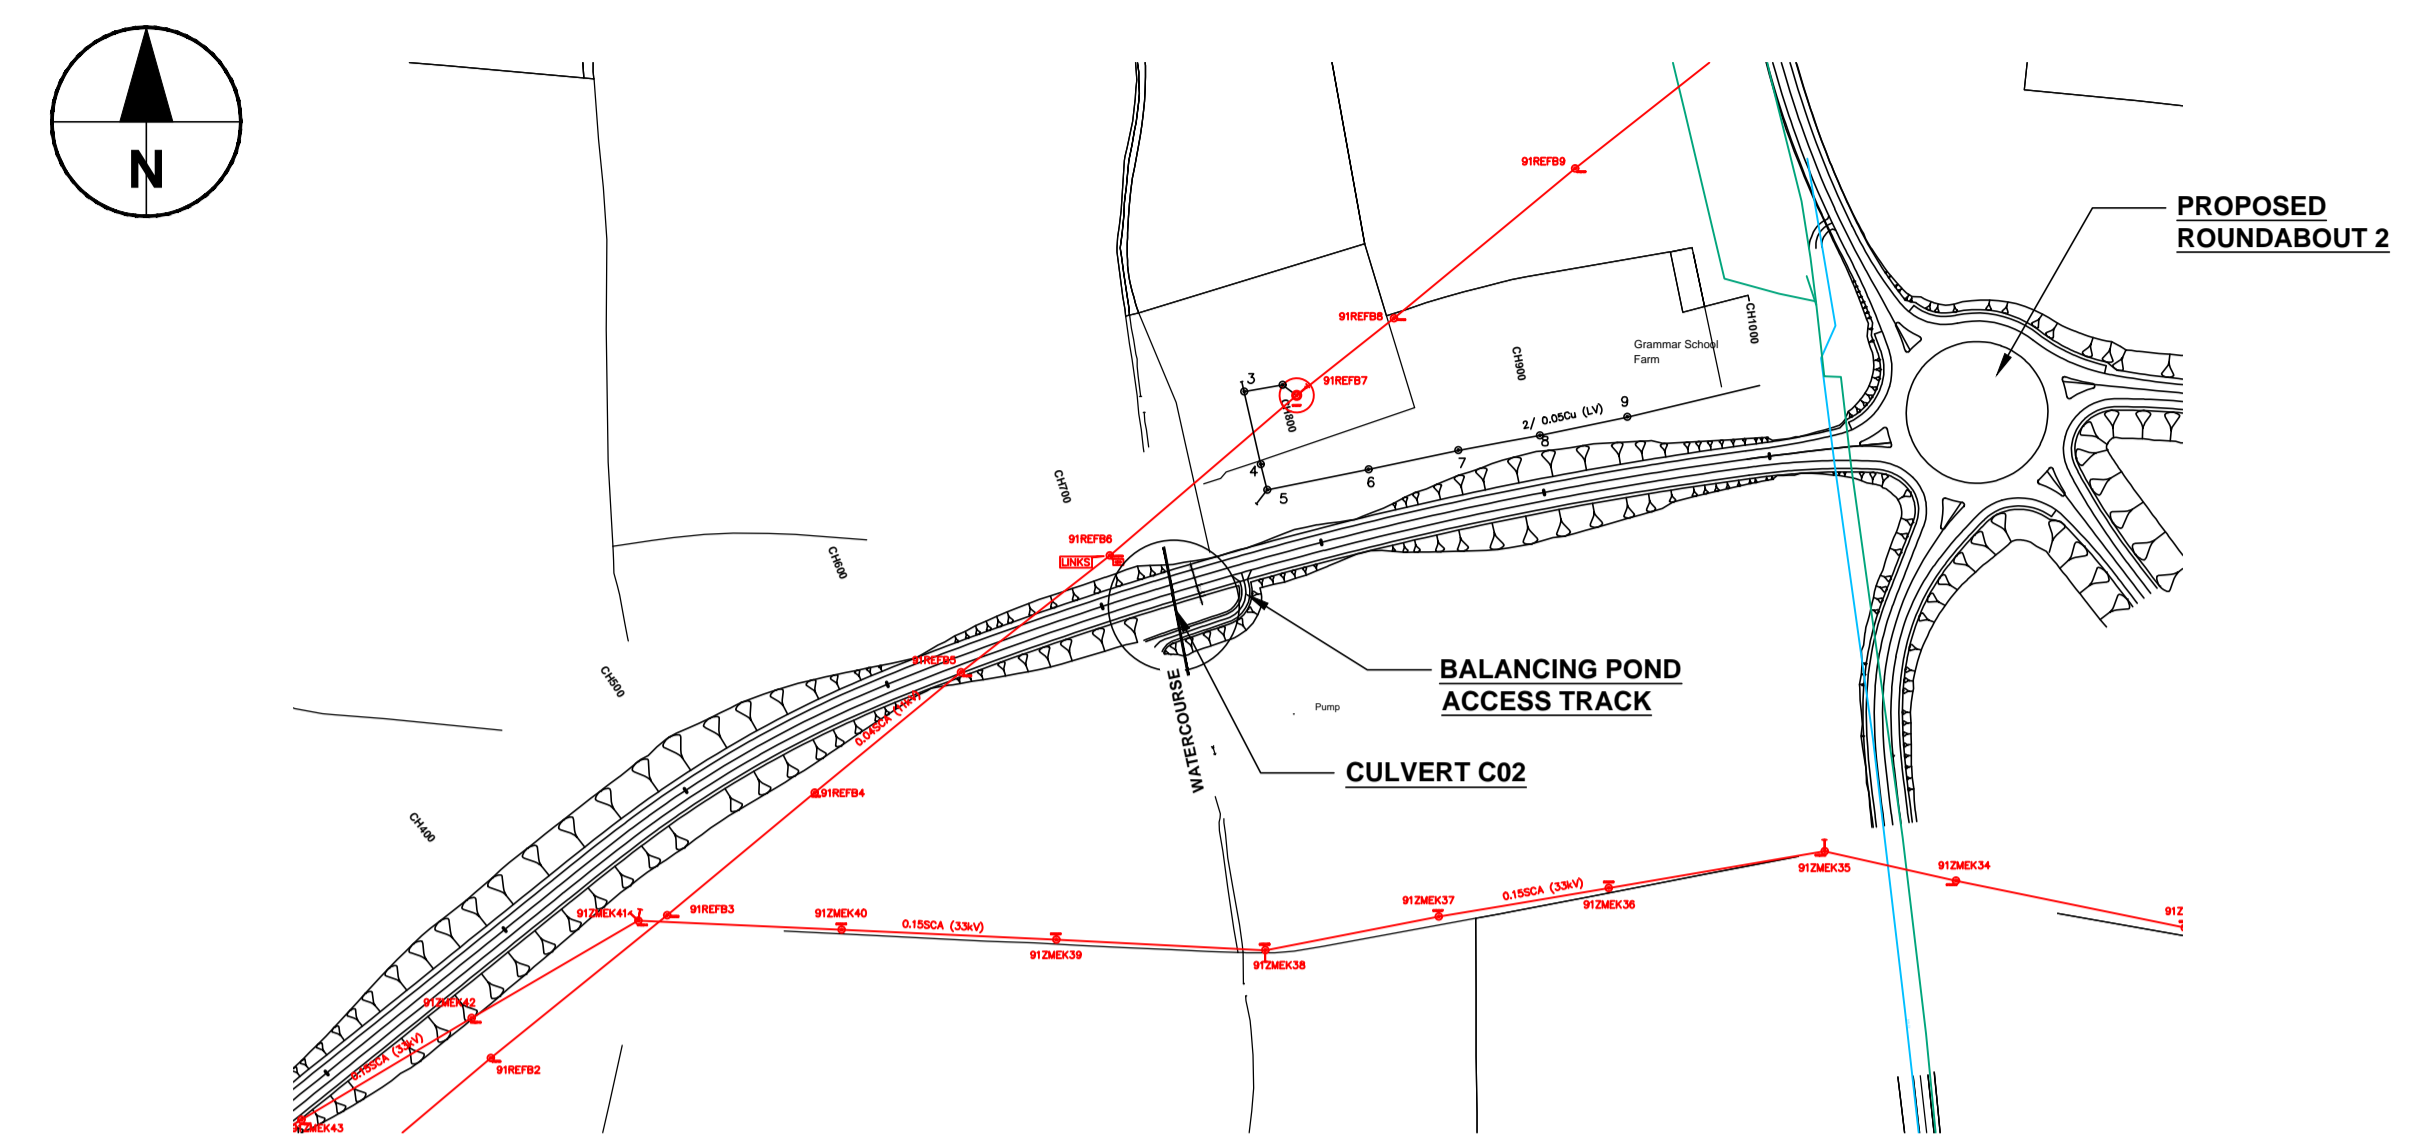 N
PROPOSED
ROUNDABOUT 2
91REFB9
91REFB8
CH1000
Grammar School
Farm
CH900
3
91REFB7
CH800
2/ 0.05Cu (LV)
9
8
7
4
5
6
CH700
91REFB6
LINKS
CH600
91REFB5
BALANCING POND
ACCESS TRACK
CH500
WATERCOURSE
Pump
0.04SCA (11kV)
CULVERT C02
91REFB4
CH400
91ZMEK35
91ZMEK34
91ZMEK37
0.15SCA (33kV)
91ZMEK36
91ZMEK41
91REFB3
91ZMEK40
0.15SCA (33kV)
91ZMEK39
91ZMEK38
91Z
91ZMEK42
0.15SCA (33kV)
91REFB2
91ZMEK43